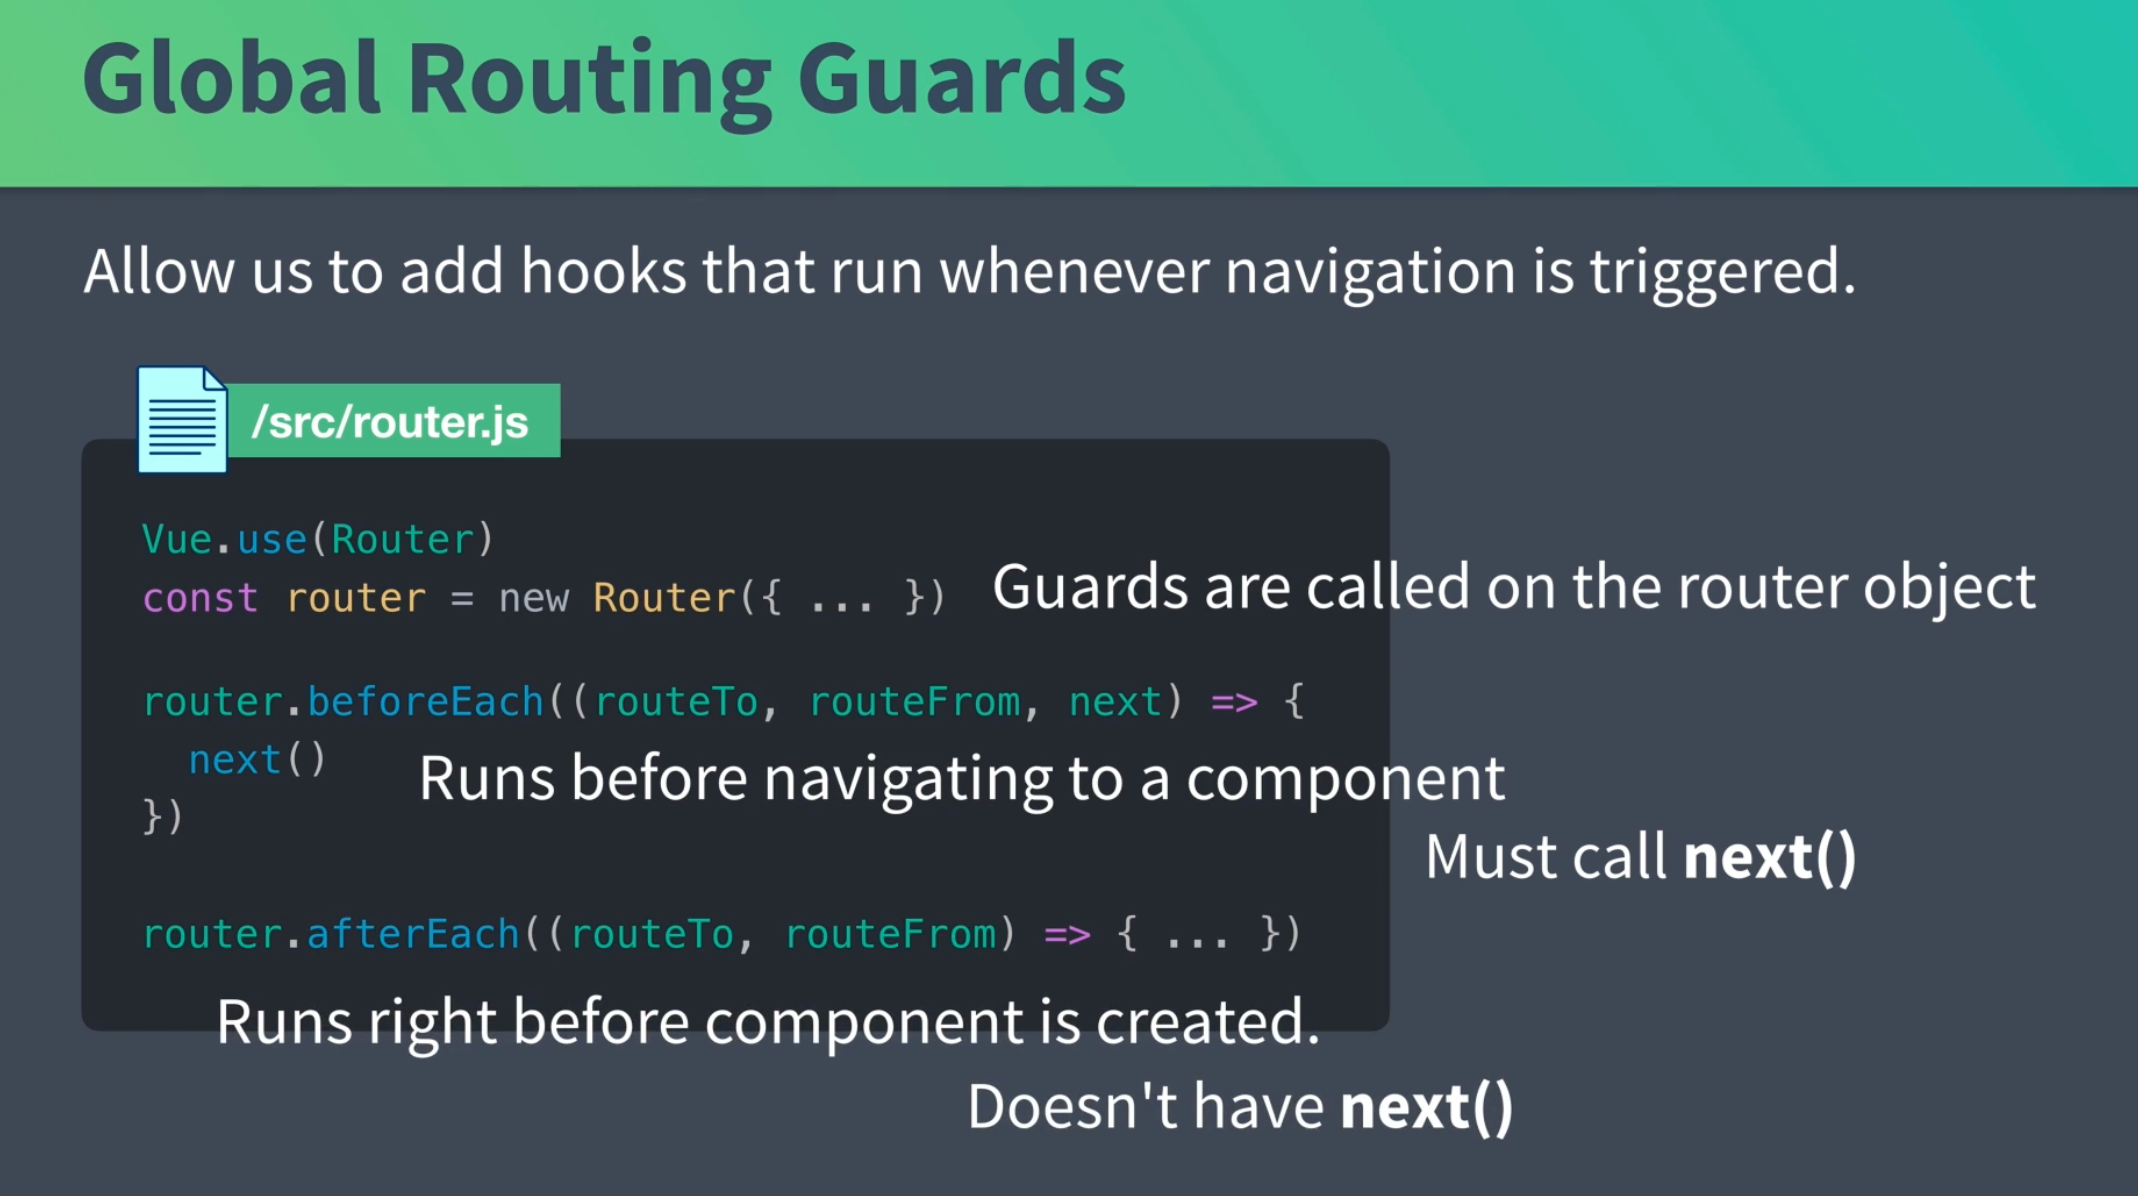 Global Routing Guards
Allow us to add hooks that run whenever navigation is triggered.
/src/router.js
Vue.use(Router)
const router = new Router({ ... })
Guards are called on the router object
router.beforeEach((routeTo, routeFrom, next) => {
  next()
Runs before navigating to a component
})
Must call next()
router.afterEach((routeTo, routeFrom) => { ... })
Runs right before component is created.
Doesn't have next()